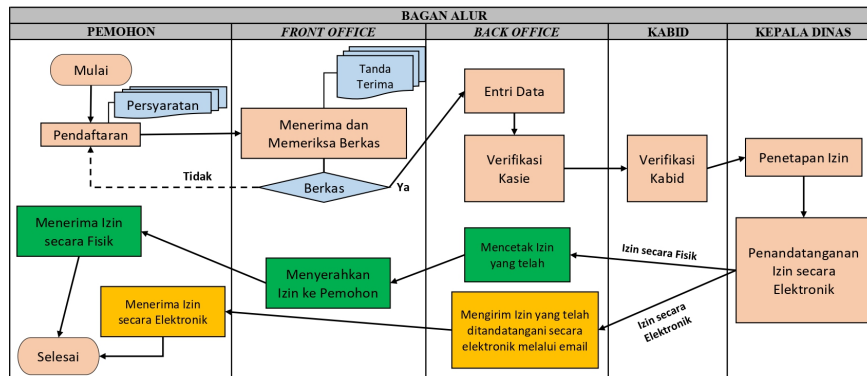 BAGAN ALUR
PEMOHON
FRONT OFFICE
BACK OFFICE
KABID
KEPALA DINAS
Mulai
Persyaratan
Pendaftaran
Tanda
Terima
Menerima dan
Memeriksa Berkas
Berkas
Tidak
Ya
Entri Data
Verifikasi
Kasie
Verifikasi
Kabid
Penetapan Izin
Penandatanganan
Izin secara
Elektronik
Izin secara Fisik
Izin secara
Elektronik
Mencetak Izin
yang telah
Mengirim Izin yang telah
ditandatangani secara
elektronik melalui email
Menyerahkan
Izin ke Pemohon
Menerima Izin
secara Fisik
Menerima Izin
secara Elektronik
Selesai